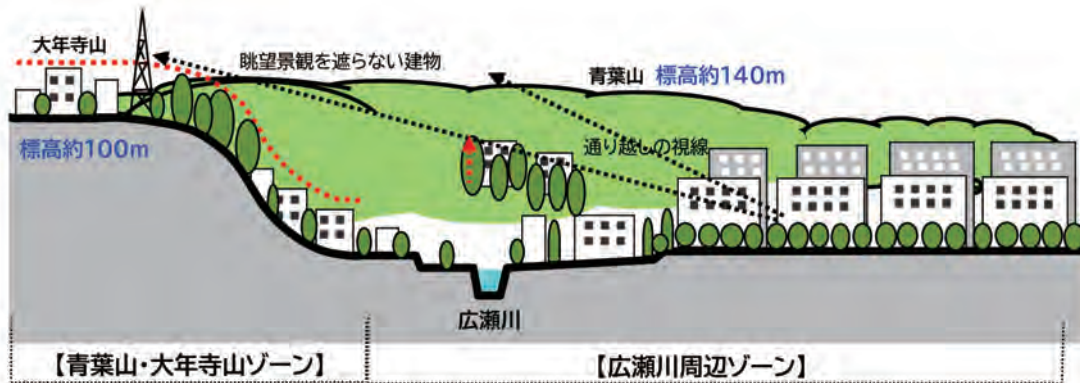 大年寺山
眺望景観を遮らない建物
青葉山 標高約140m
標高約100m
通り越しの視線
広瀬川
【青葉山・大年寺山ゾーン】
【広瀬川周辺ゾーン】